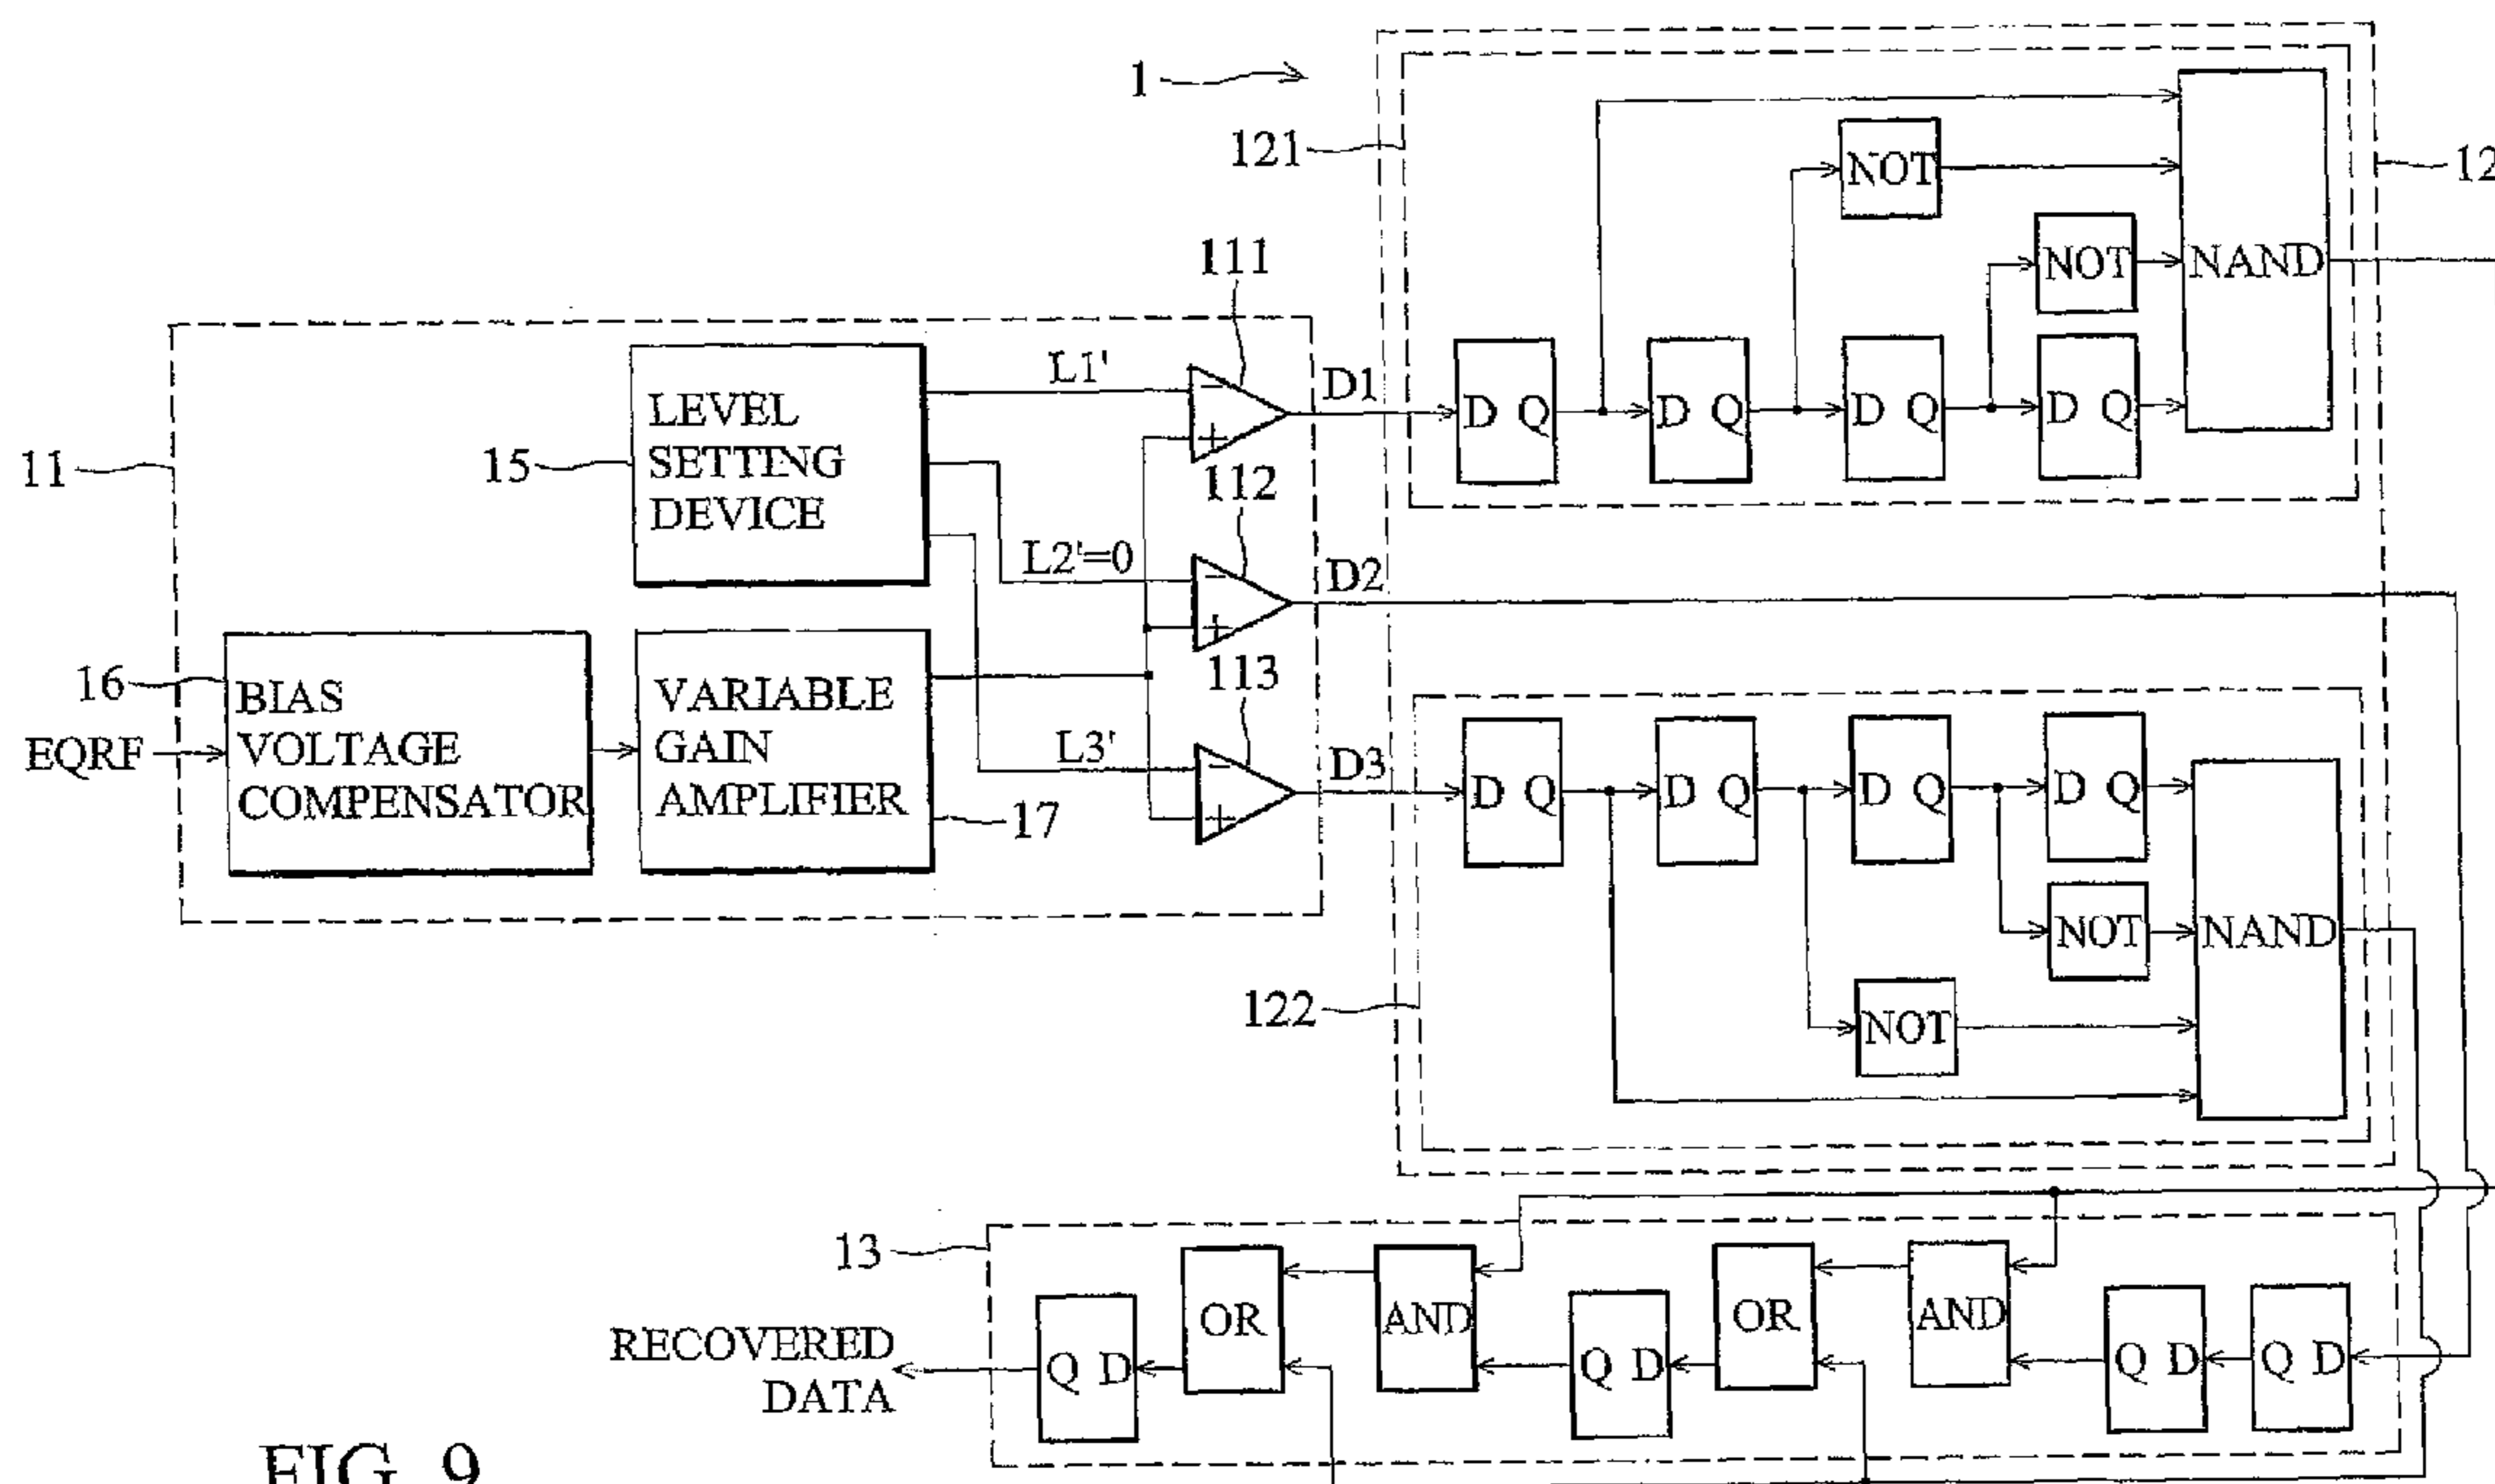 1
121
NOT
12
111
NOT
NAND
L1'
D1
LEVEL
SETTING
DEVICE
D Q
D Q
D Q
D Q
11
15
112
L2'=0
D2
16
113
BIAS
VOLTAGE
COMPENSATOR
VARIABLE
GAIN
AMPLIFIER
EQRF
L3'
D3
17
D Q
D Q
D Q
D Q
NOT
NAND
122
NOT
13
OR
AND
OR
AND
RECOVERED
DATA
Q D
Q D
Q D
Q D
FIG. 9